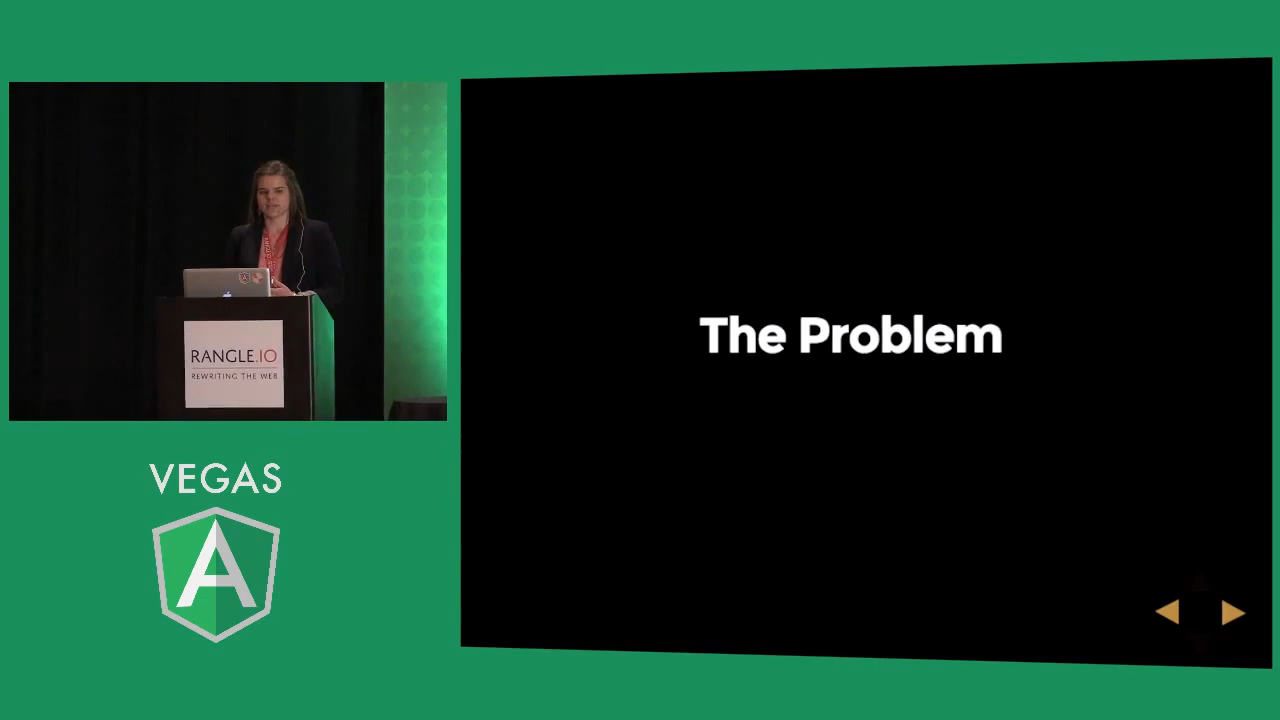 The Problem
RANGLE.IO
REWRITING THE WEB
VEGAS
A